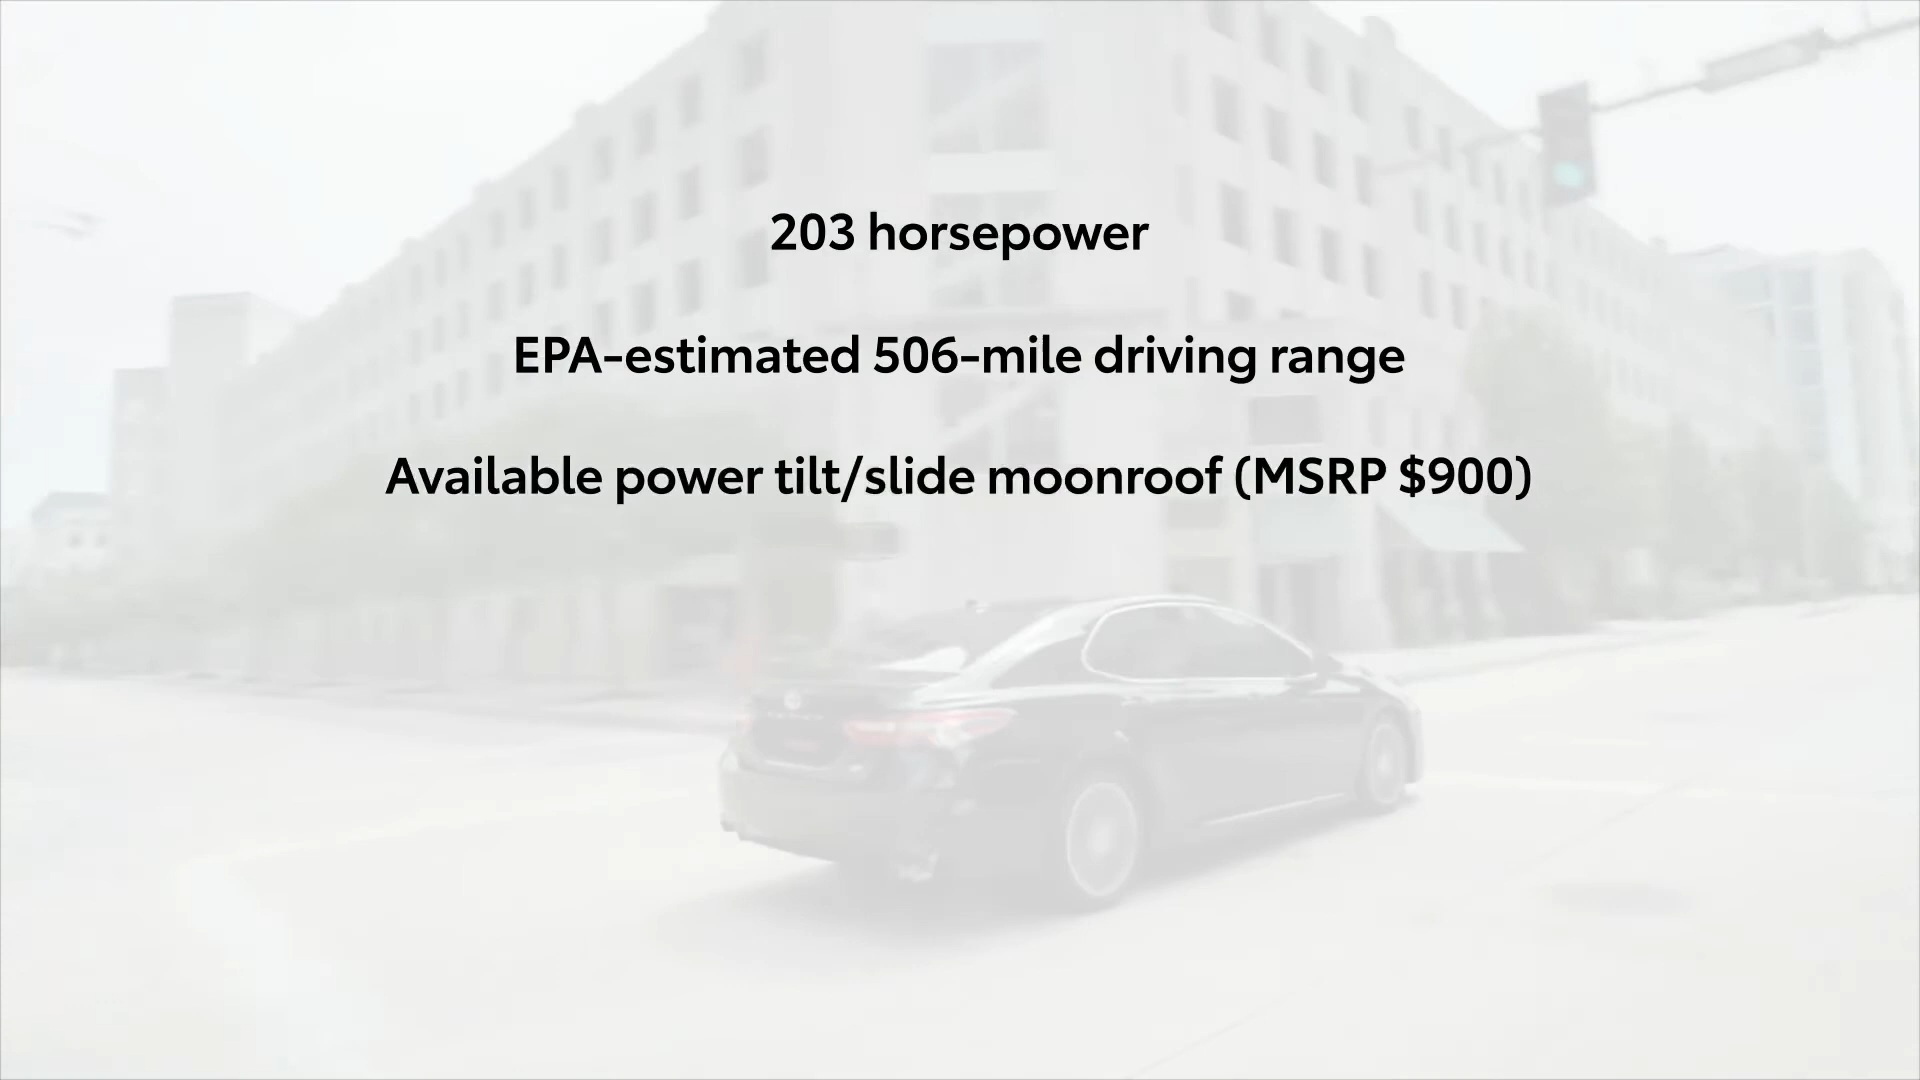 203 horsepower
EPA-estimated 506-mile driving range
Available power tilt/slide moonroof (MSRP $900)